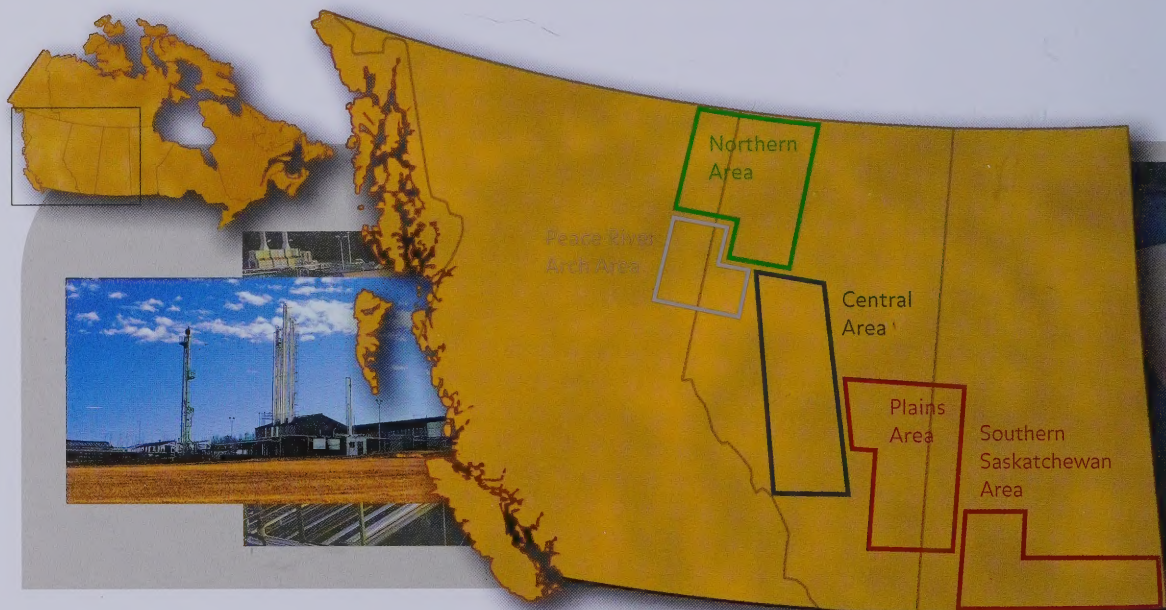 Northern
Area
Peace River
Arch Area
Central
Area
Plains
Area
Southern
Saskatchewan
Area